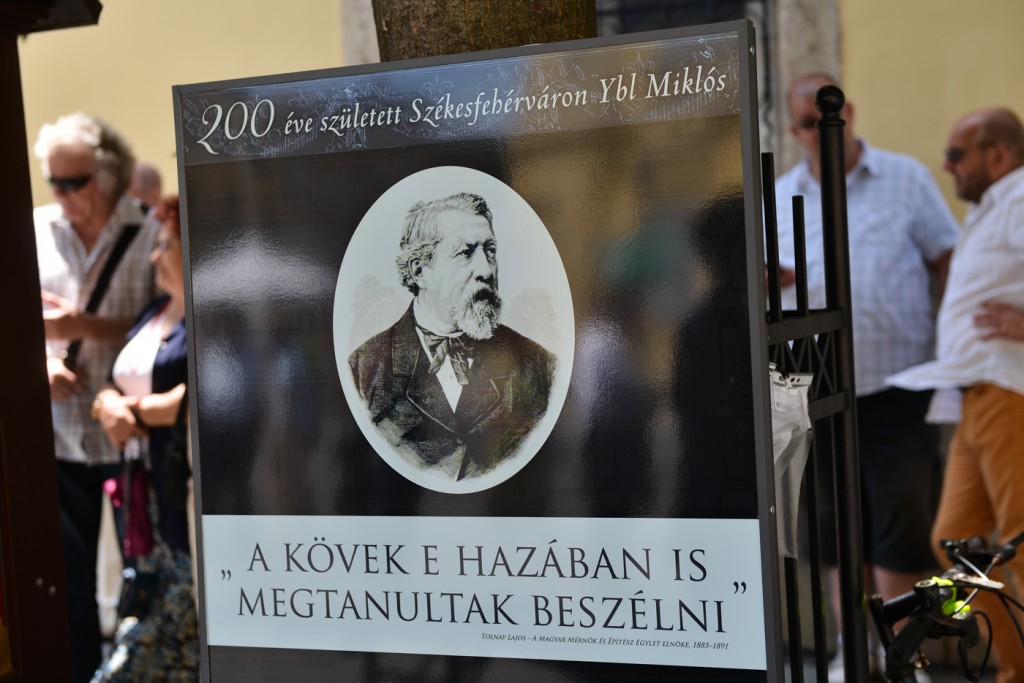 200 éve született Székesfehérváron Ybl Miklós
„A KÖVEK E HAZÁBAN IS
MEGTANULTAK BESZÉLNI”
TOLNAY LAJOS – A MAGYAR MÉRNÖK ÉS ÉPÍTÉSZ EGYLET ELNÖKE, 1883–1891